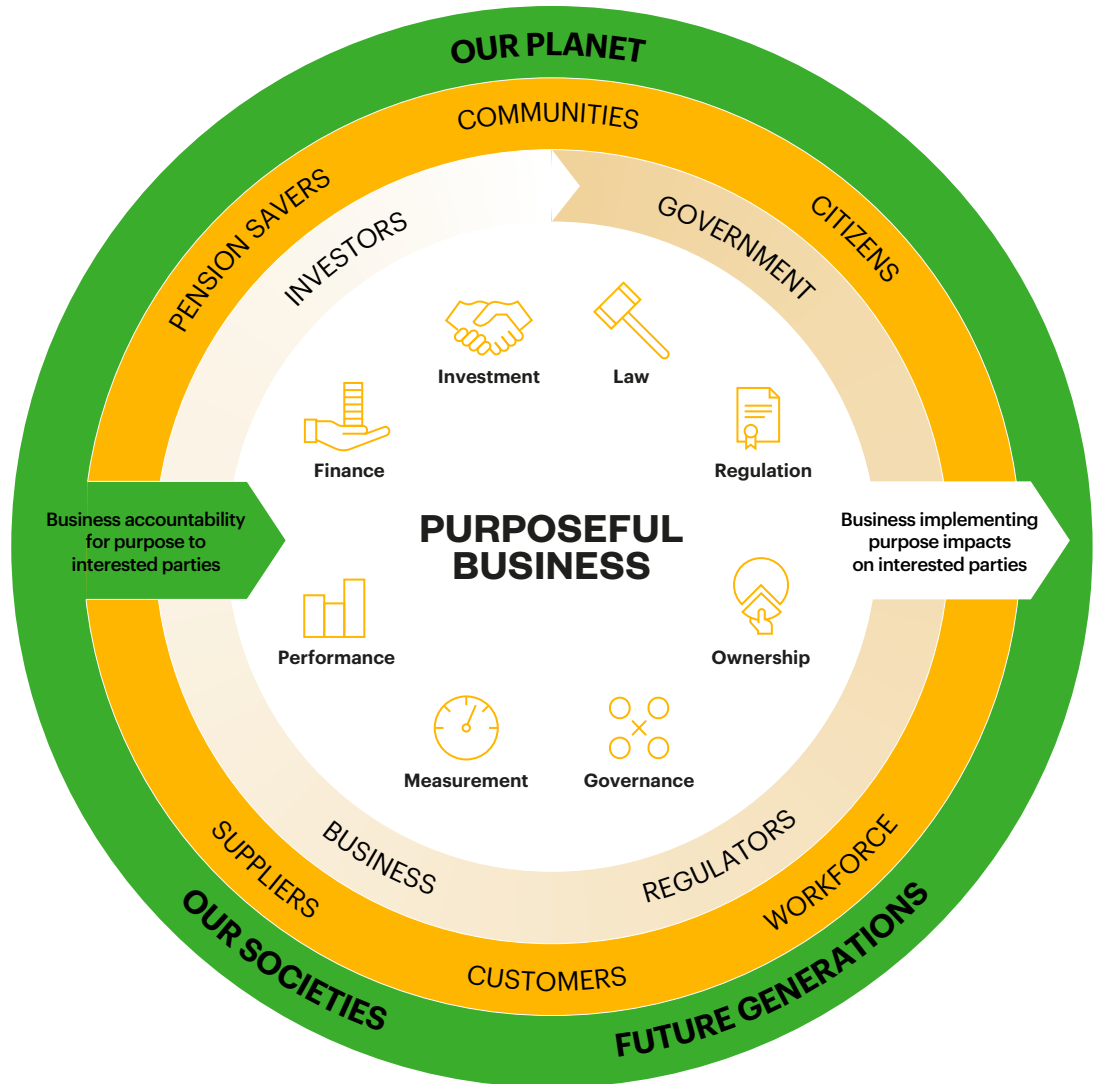 OUR PLANET
COMMUNITIES
PENSION SAVERS
CITIZENS
INVESTORS
GOVERNMENT
Investment
Law
Finance
Regulation
Business accountability
for purpose to
interested parties
PURPOSEFUL
BUSINESS
Business implementing
purpose impacts
on interested parties
Performance
Ownership
Measurement
Governance
BUSINESS
REGULATORS
SUPPLIERS
WORKFORCE
CUSTOMERS
OUR SOCIETIES
FUTURE GENERATIONS